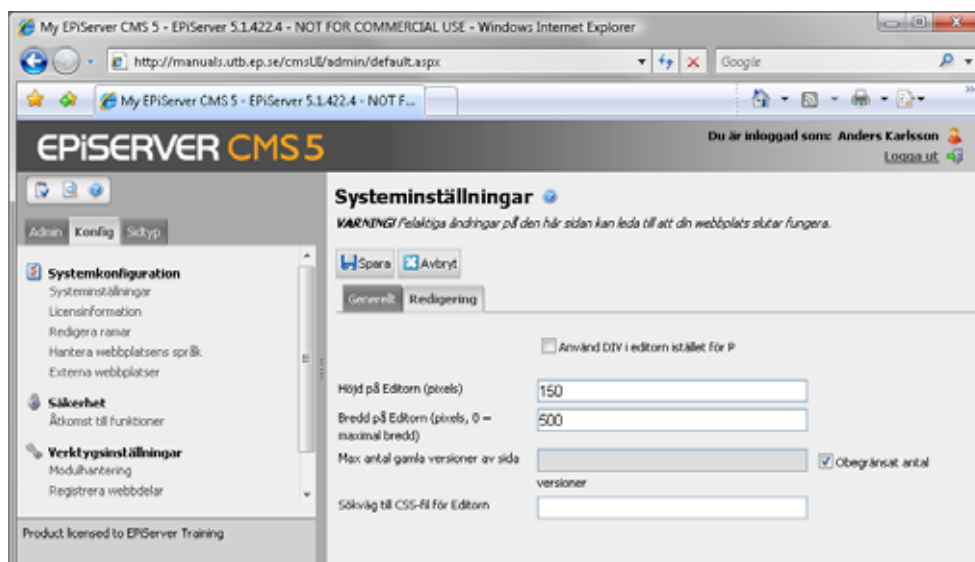 My EPiServer CMS 5 - EPiServer 5.1.422.4 - NOT FOR COMMERCIAL USE - Windows Internet Explorer
http://manuals.utb.ep.se/cmsUI/admin/default.aspx
Google
My EPiServer CMS 5 - EPiServer 5.1.422.4 - NOT F...
EPiSERVER CMS 5
Du är inloggad som: Anders Karlsson
Logga ut
Admin Konfig Sidtyp
Systemkonfiguration
Systeminställningar
Licensinformation
Redigera ramar
Hantera webbplatsens språk
Externa webbplatser
Säkerhet
Åtkomst till funktioner
Verktygsinställningar
Modulhantering
Registrera webbdelar
Product licensed to EPiServer Training
Systeminställningar
VARNING! Felaktiga ändringar på den här sidan kan leda till att din webbplats slutar fungera.
Spara Avbryt
Generellt Redigering
Använd DIV i editorn istället för P
Höjd på Editorn (pixels) 150
Bredd på Editorn (pixels, 0 = 500
maximal bredd)
Max antal gamla versioner av sida Obegränsat antal
versioner
Sökväg till CSS-fil för Editorn